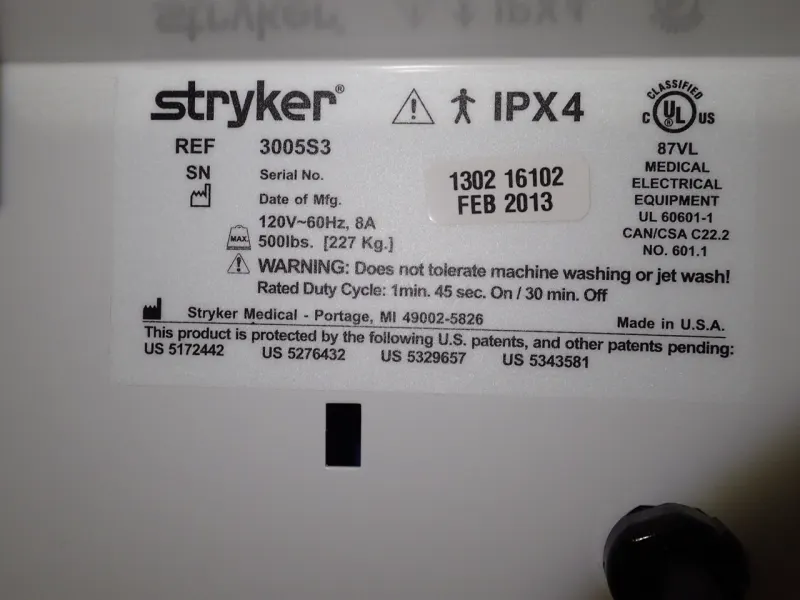 stryker® IPX4
C UL CLASSIFIED US
REF 3005S3
SN Serial No. 1302 16102
Date of Mfg. FEB 2013
87VL
MEDICAL
ELECTRICAL
EQUIPMENT
UL 60601-1
CAN/CSA C22.2
NO. 601.1
120V~60Hz, 8A
MAX. 500lbs. [227 Kg.]
WARNING: Does not tolerate machine washing or jet wash!
Rated Duty Cycle: 1min. 45 sec. On / 30 min. Off
Stryker Medical - Portage, MI 49002-5826 Made in U.S.A.
This product is protected by the following U.S. patents, and other patents pending:
US 5172442 US 5276432 US 5329657 US 5343581